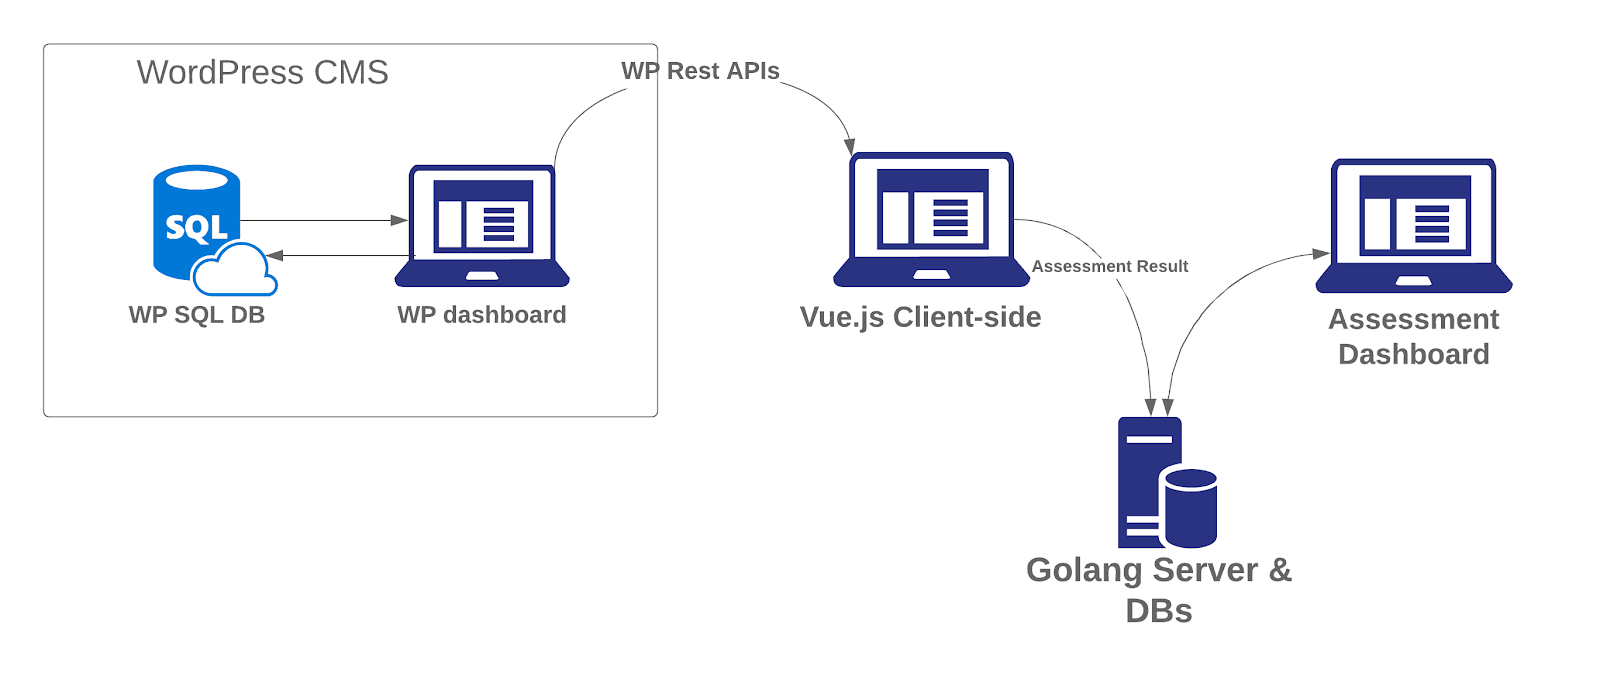 WordPress CMS
WP Rest APIs
SQL
WP SQL DB
WP dashboard
Vue.js Client-side
Assessment Result
Assessment
Dashboard
Golang Server &
DBs